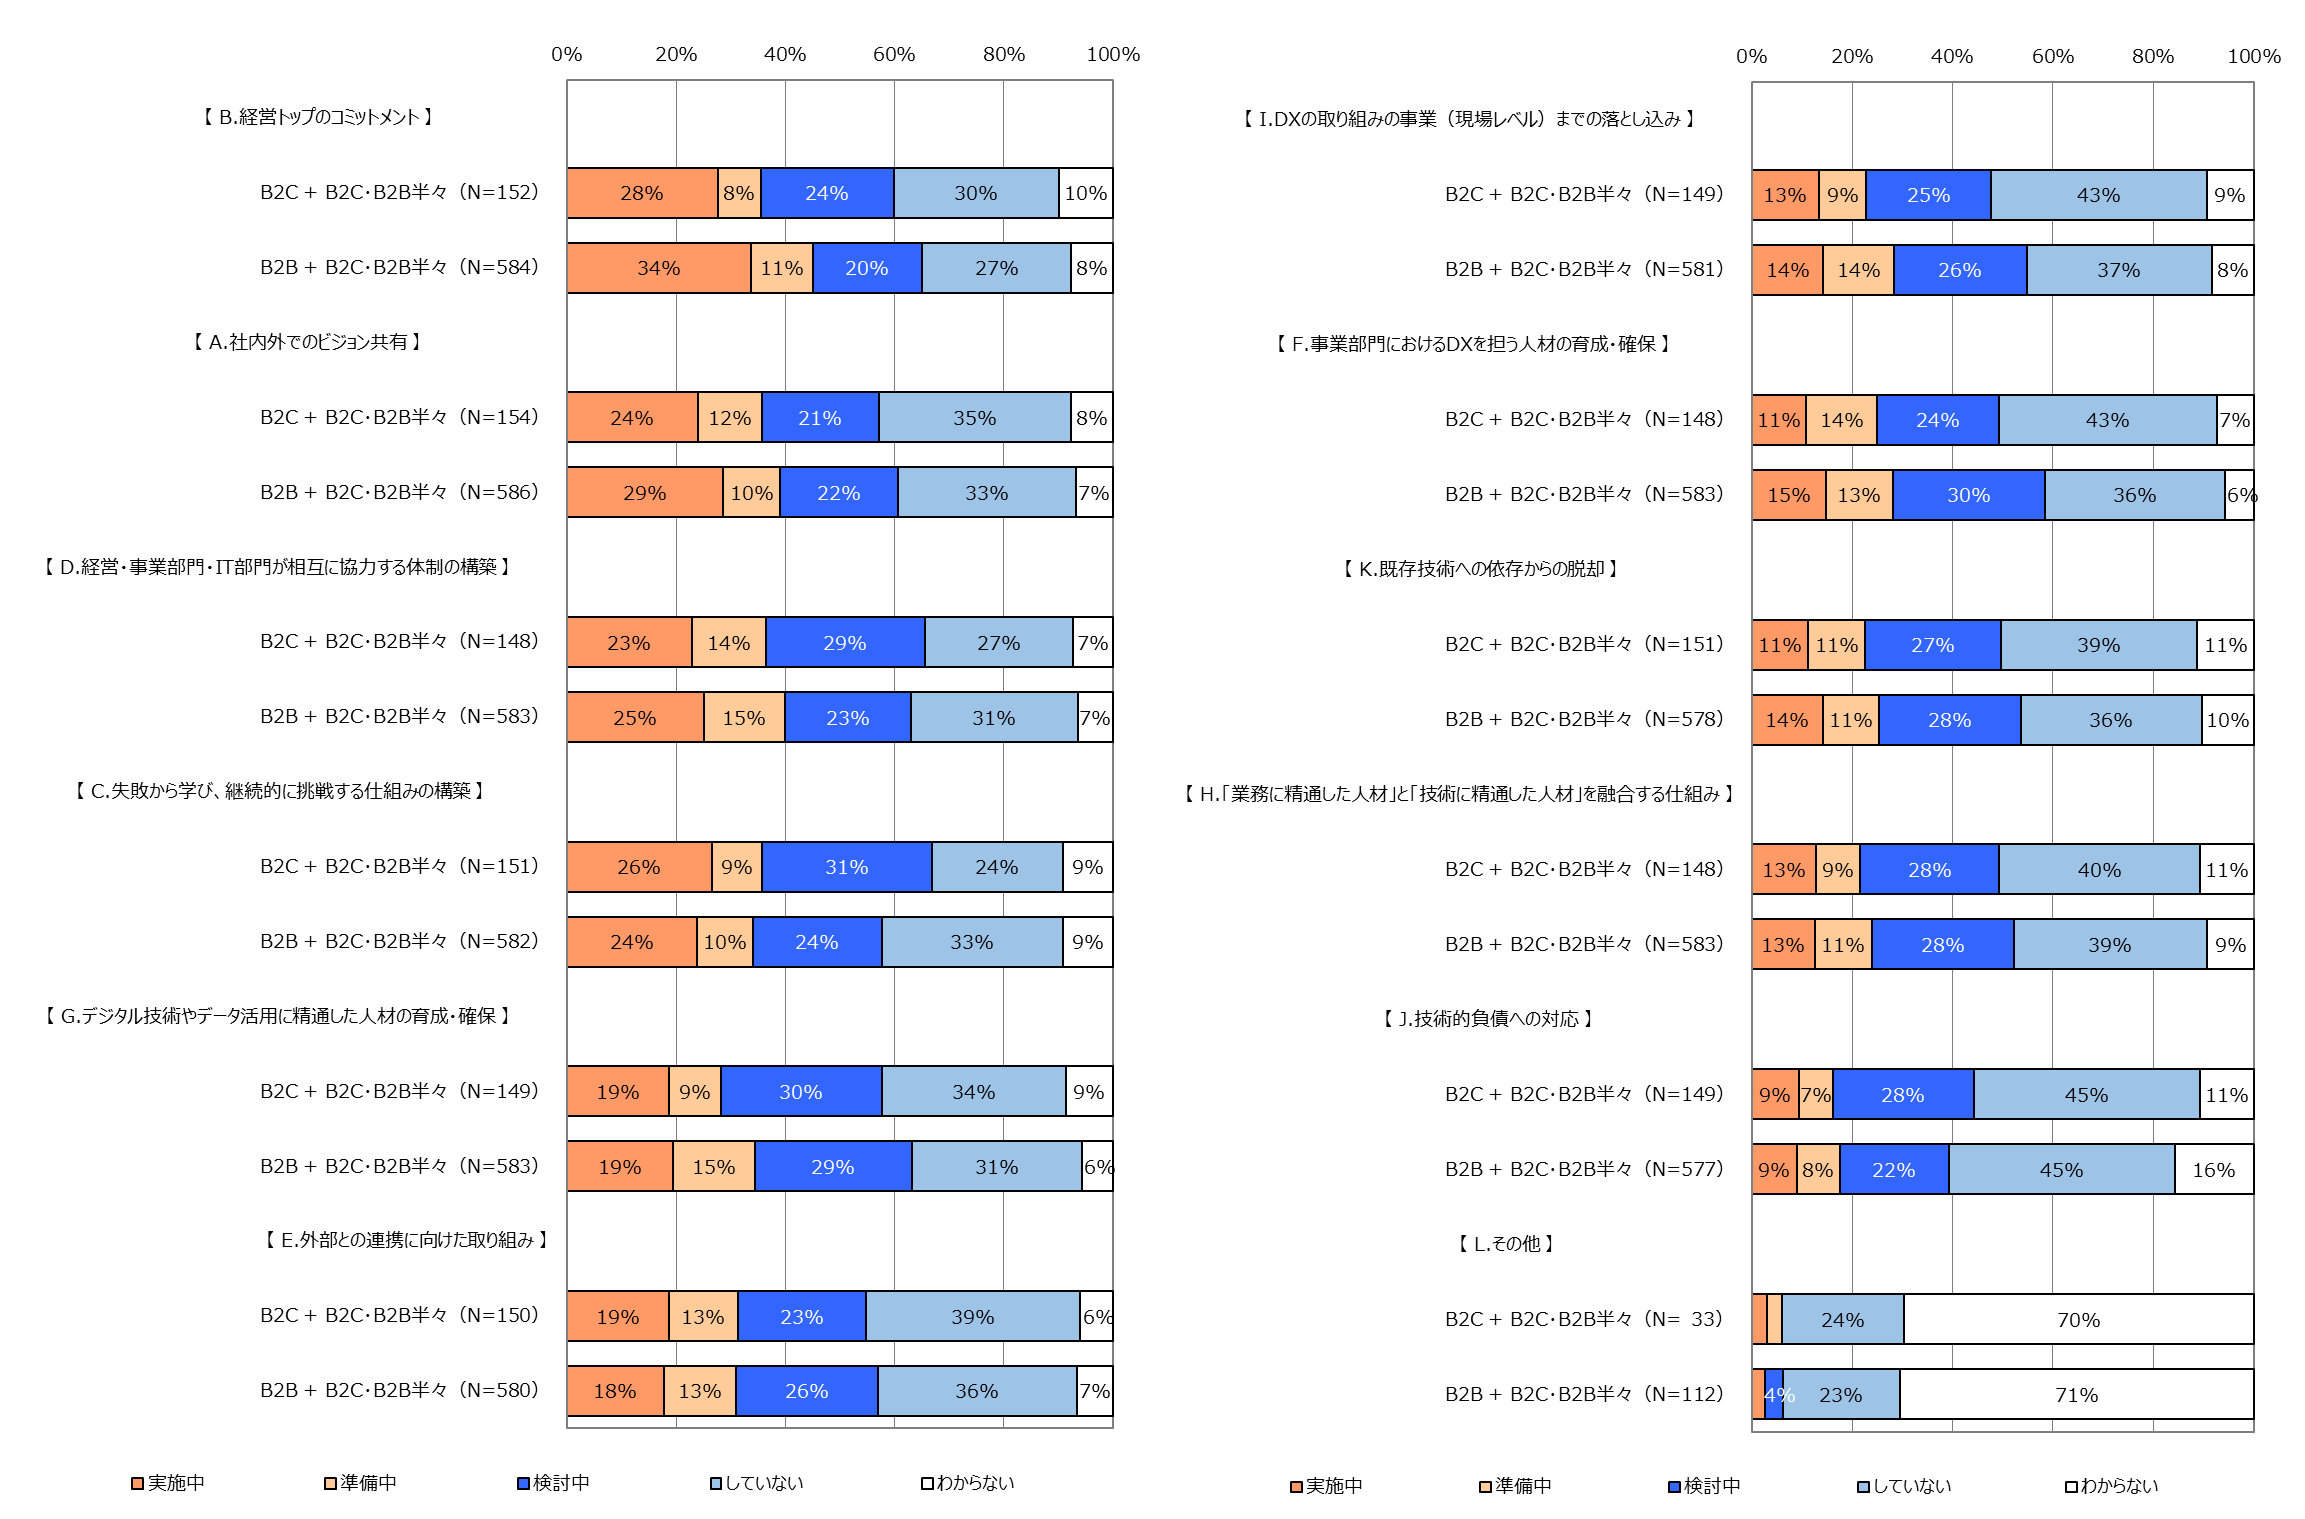 0% 20% 40% 60% 80% 100%
【 B.経営トップのコミットメント 】
B2C + B2C･B2B半々（N=152） 28% 8% 24% 30% 10%
B2B + B2C･B2B半々（N=584） 34% 11% 20% 27% 8%
【 A.社内外でのビジョン共有 】
B2C + B2C･B2B半々（N=154） 24% 12% 21% 35% 8%
B2B + B2C･B2B半々（N=586） 29% 10% 22% 33% 7%
【 D.経営・事業部門・IT部門が相互に協力する体制の構築 】
B2C + B2C･B2B半々（N=148） 23% 14% 29% 27% 7%
B2B + B2C･B2B半々（N=583） 25% 15% 23% 31% 7%
【 C.失敗から学び、継続的に挑戦する仕組みの構築 】
B2C + B2C･B2B半々（N=151） 26% 9% 31% 24% 9%
B2B + B2C･B2B半々（N=582） 24% 10% 24% 33% 9%
【 G.デジタル技術やデータ活用に精通した人材の育成・確保 】
B2C + B2C･B2B半々（N=149） 19% 9% 30% 34% 9%
B2B + B2C･B2B半々（N=583） 19% 15% 29% 31% 6%
【 E.外部との連携に向けた取り組み 】
B2C + B2C･B2B半々（N=150） 19% 13% 23% 39% 6%
B2B + B2C･B2B半々（N=580） 18% 13% 26% 36% 7%
実施中 準備中 検討中 していない わからない
0% 20% 40% 60% 80% 100%
【 I.DXの取り組みの事業（現場レベル）までの落とし込み 】
B2C + B2C･B2B半々（N=149） 13% 9% 25% 43% 9%
B2B + B2C･B2B半々（N=581） 14% 14% 26% 37% 8%
【 F.事業部門におけるDXを担う人材の育成・確保 】
B2C + B2C･B2B半々（N=148） 11% 14% 24% 43% 7%
B2B + B2C･B2B半々（N=583） 15% 13% 30% 36% 6%
【 K.既存技術への依存からの脱却 】
B2C + B2C･B2B半々（N=151） 11% 11% 27% 39% 11%
B2B + B2C･B2B半々（N=578） 14% 11% 28% 36% 10%
【 H.「業務に精通した人材」と「技術に精通した人材」を融合する仕組み 】
B2C + B2C･B2B半々（N=148） 13% 9% 28% 40% 11%
B2B + B2C･B2B半々（N=583） 13% 11% 28% 39% 9%
【 J.技術的負債への対応 】
B2C + B2C･B2B半々（N=149） 9% 7% 28% 45% 11%
B2B + B2C･B2B半々（N=577） 9% 8% 22% 45% 16%
【 L.その他 】
B2C + B2C･B2B半々（N= 33） 24% 70%
B2B + B2C･B2B半々（N=112） 4% 23% 71%
実施中 準備中 検討中 していない わからない